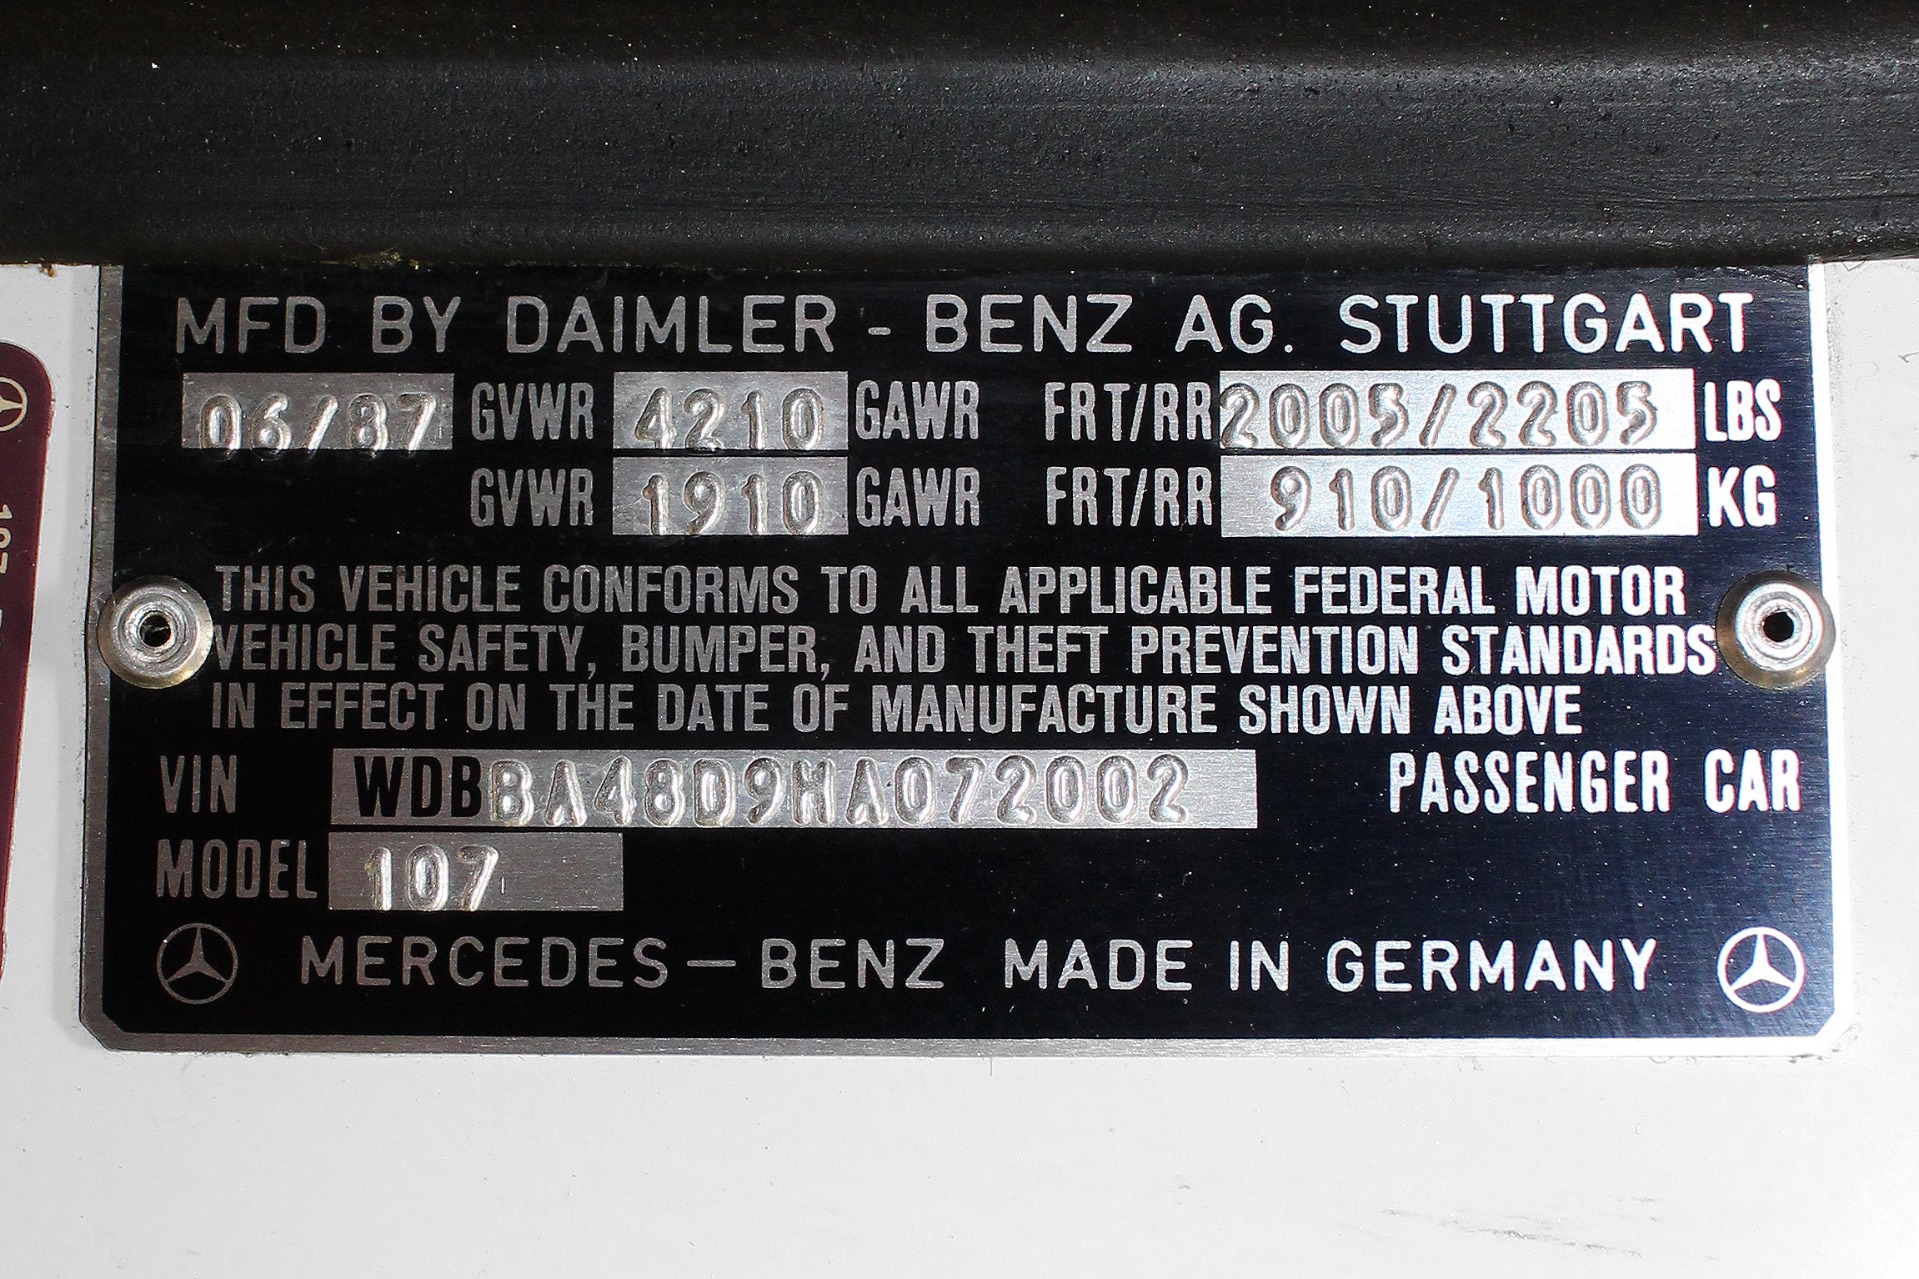 MFD BY DAIMLER - BENZ AG. STUTTGART
06/87 GVWR 4210 GAWR FRT/RR 2005/2205 LBS
GVWR 1910 GAWR FRT/RR 910/1000 KG
THIS VEHICLE CONFORMS TO ALL APPLICABLE FEDERAL MOTOR
VEHICLE SAFETY, BUMPER, AND THEFT PREVENTION STANDARDS
IN EFFECT ON THE DATE OF MANUFACTURE SHOWN ABOVE
VIN WDBBA48D9HA072002 PASSENGER CAR
MODEL 107
MERCEDES-BENZ MADE IN GERMANY